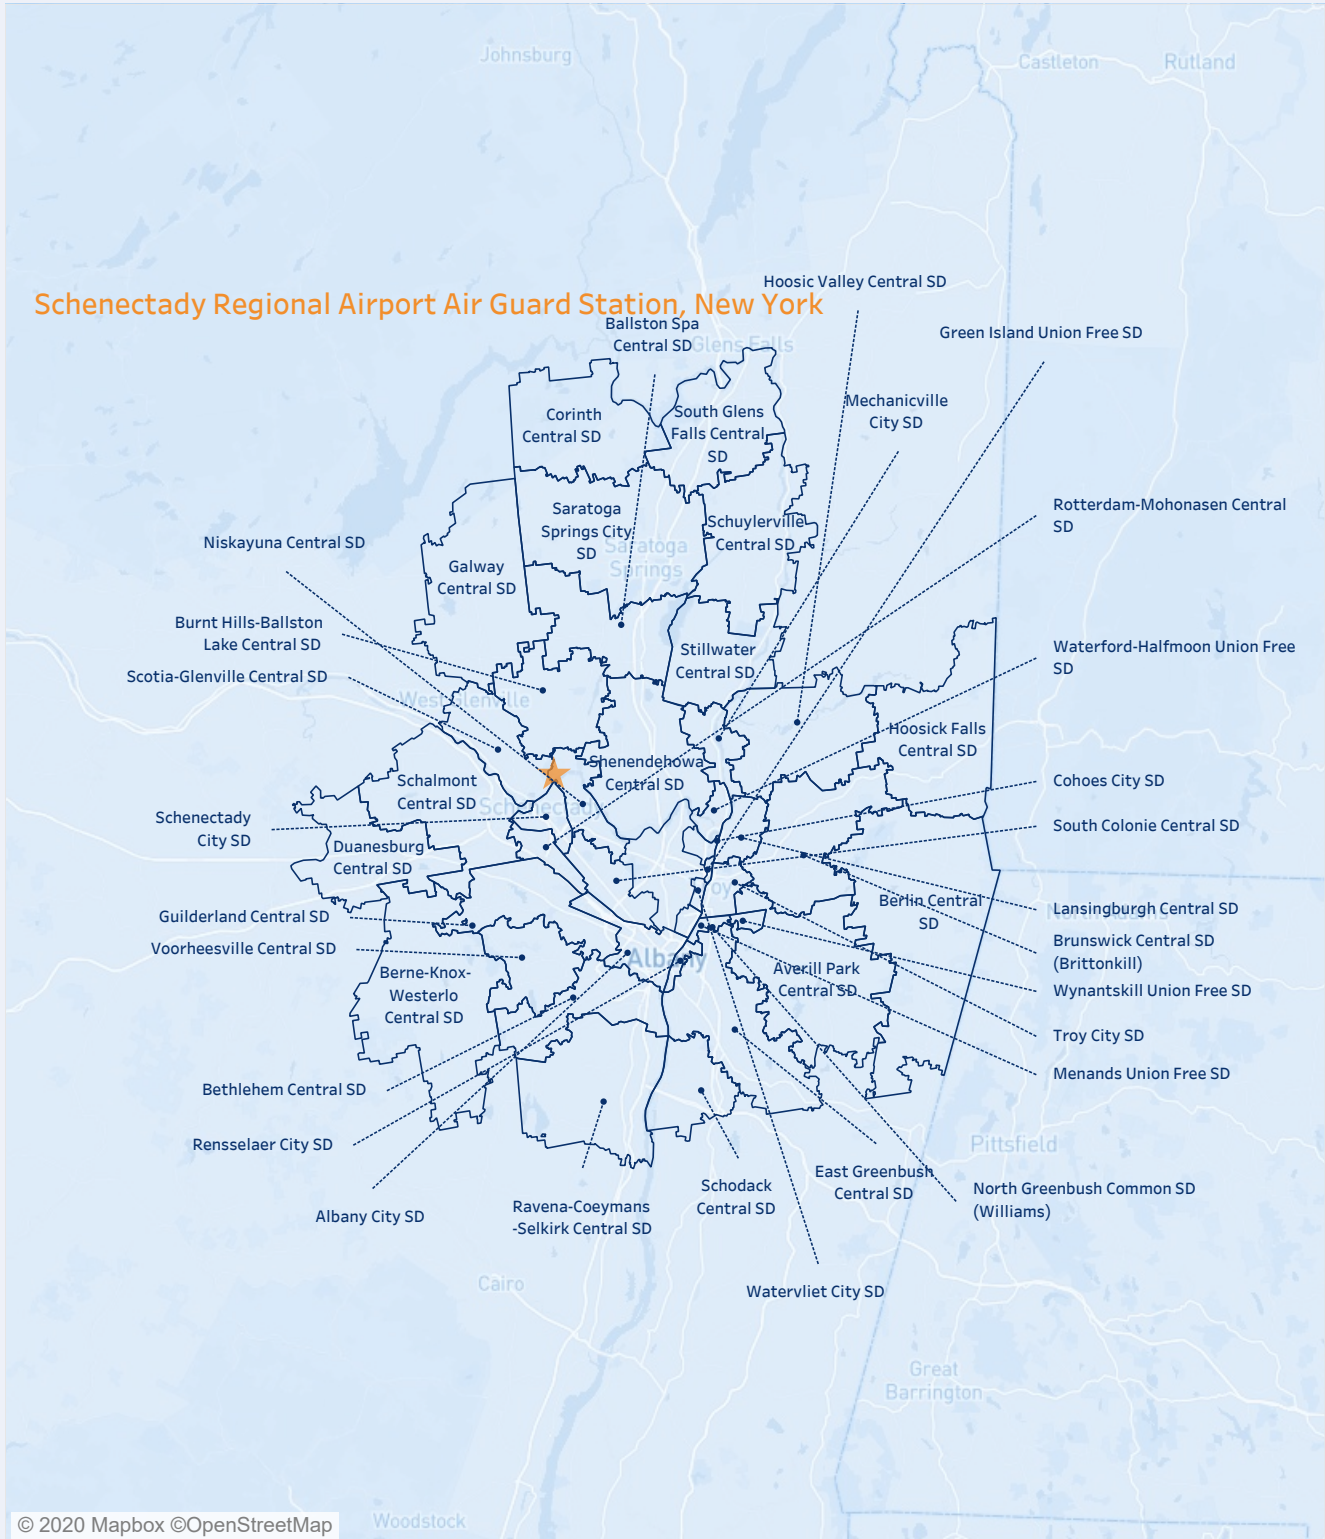 Johnsburg
Castleton
Rutland
Hoosic Valley Central SD
Schenectady Regional Airport Air Guard Station, New York
Ballston Spa
Central SD
Glens Falls
Green Island Union Free SD
Mechanicville
City SD
Corinth
Central SD
South Glens
Falls Central
SD
Rotterdam-Mohonasen Central
SD
Saratoga
Springs City
SD
Schuylerville
Central SD
Saratoga
Springs
Niskayuna Central SD
Galway
Central SD
Burnt Hills-Ballston
Lake Central SD
Stillwater
Central SD
Waterford-Halfmoon Union Free
SD
Scotia-Glenville Central SD
West Glenville
Hoosick Falls
Central SD
Shenendehowa
Central SD
Schalmont
Central SD
Cohoes City SD
Schenectady
Schenectady
City SD
South Colonie Central SD
Duanesburg
Central SD
Troy
Berlin Central
SD
Lansingburgh Central SD
North Adams
Guilderland Central SD
Brunswick Central SD
(Brittonkill)
Voorheesville Central SD
Albany
Berne-Knox-
Westerlo
Central SD
Averill Park
Central SD
Wynantskill Union Free SD
Troy City SD
Menands Union Free SD
Bethlehem Central SD
Rensselaer City SD
Pittsfield
Albany City SD
Ravena-Coeymans
-Selkirk Central SD
Schodack
Central SD
East Greenbush
Central SD
North Greenbush Common SD
(Williams)
Cairo
Watervliet City SD
Great
Barrington
Woodstock
© 2020 Mapbox ©OpenStreetMap